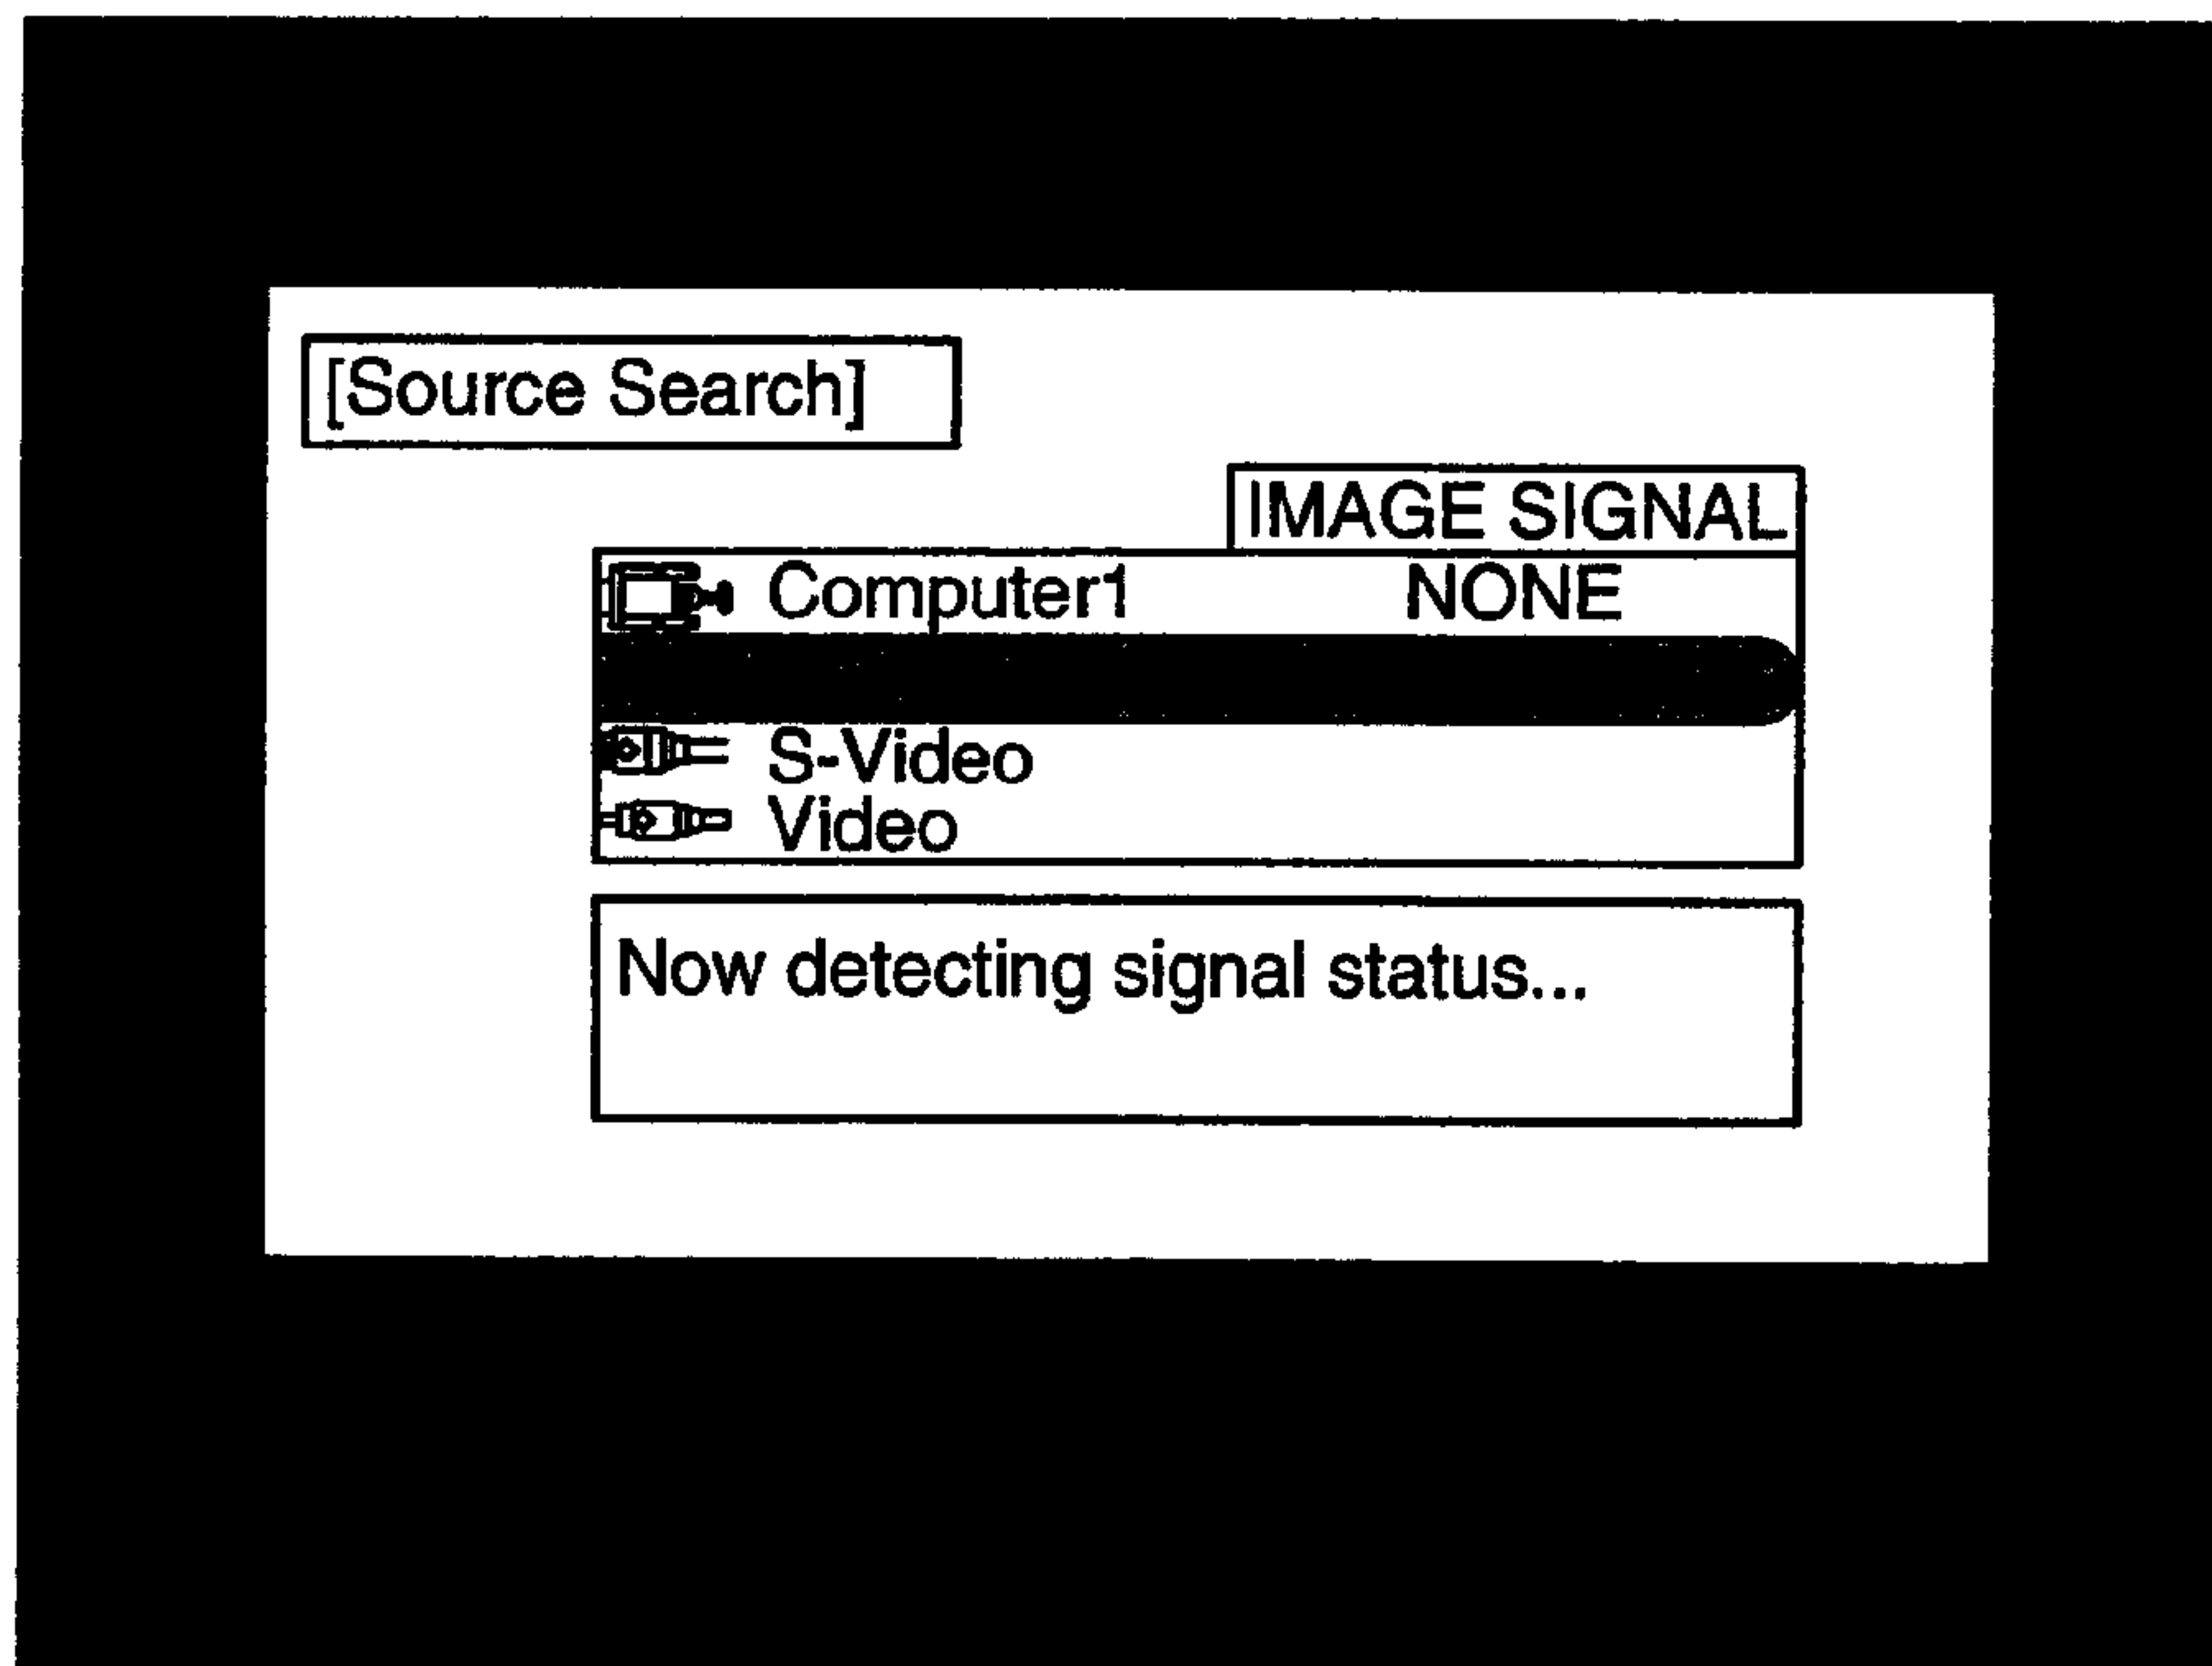 [Source Search]
IMAGE SIGNAL
Computer1 NONE
S-Video
Video
Now detecting signal status...